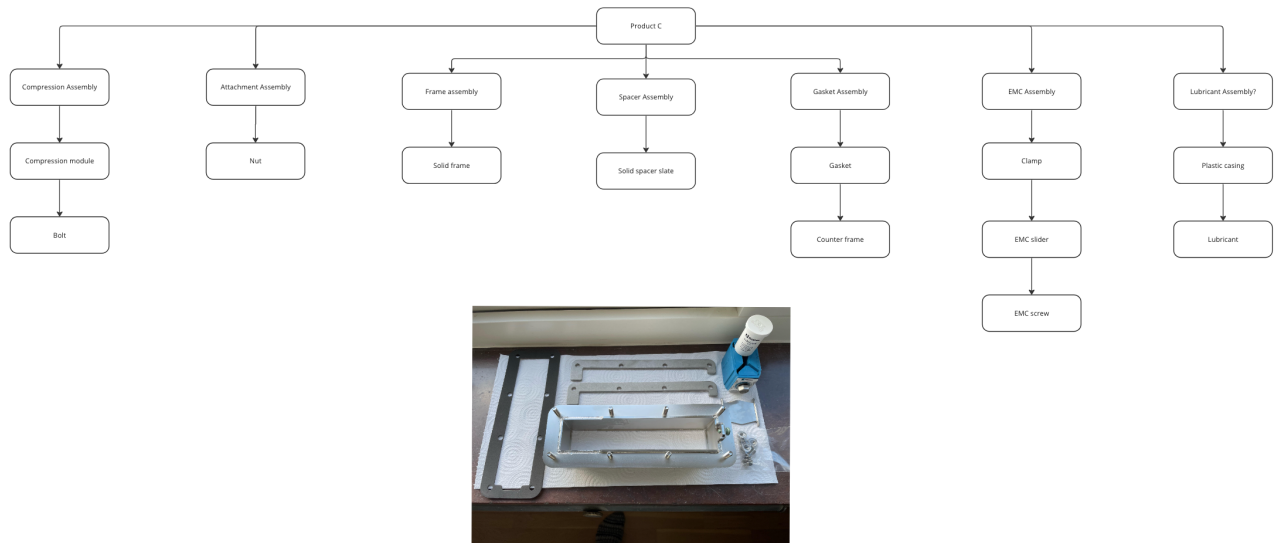 Product C
Compression Assembly
Attachment Assembly
Frame assembly
Spacer Assembly
Gasket Assembly
EMC Assembly
Lubricant Assembly?
Compression module
Nut
Solid frame
Solid spacer slate
Gasket
Clamp
Plastic casing
Bolt
Counter frame
EMC slider
Lubricant
EMC screw